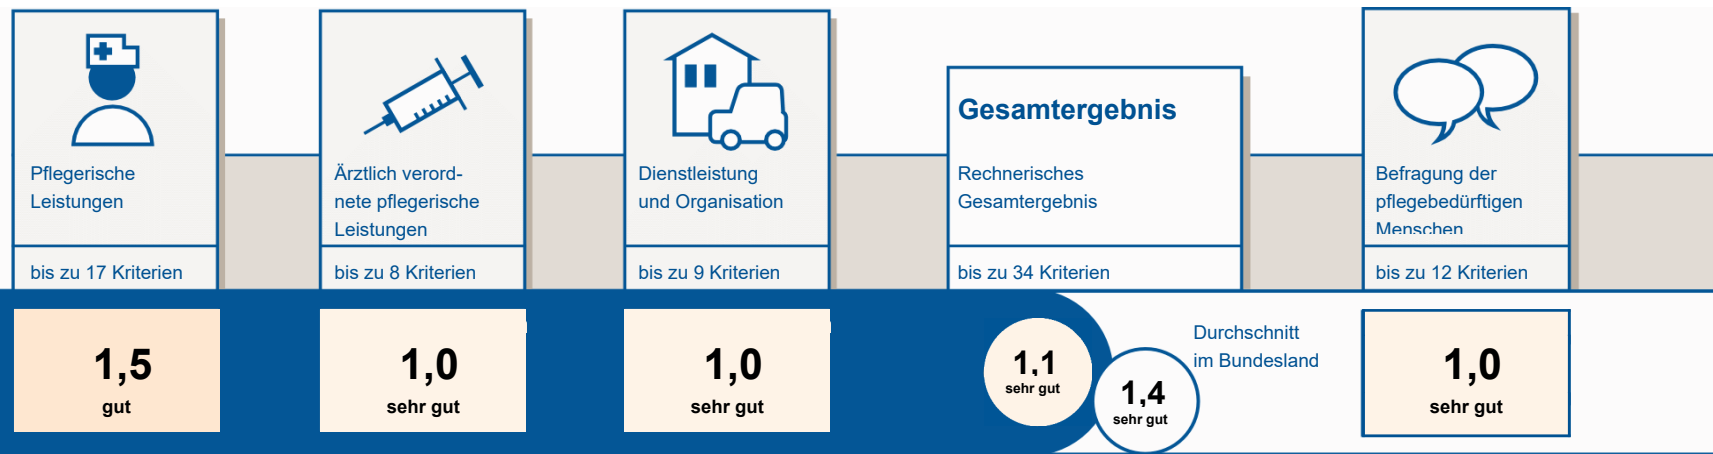 Pflegerische
Leistungen
bis zu 17 Kriterien
1,5
gut
Ärztlich verord-
nete pflegerische
Leistungen
bis zu 8 Kriterien
1,0
sehr gut
Dienstleistung
und Organisation
bis zu 9 Kriterien
1,0
sehr gut
Gesamtergebnis
Rechnerisches
Gesamtergebnis
bis zu 34 Kriterien
1,1
sehr gut
1,4
sehr gut
Durchschnitt
im Bundesland
Befragung der
pflegebedürftigen
Menschen
bis zu 12 Kriterien
1,0
sehr gut